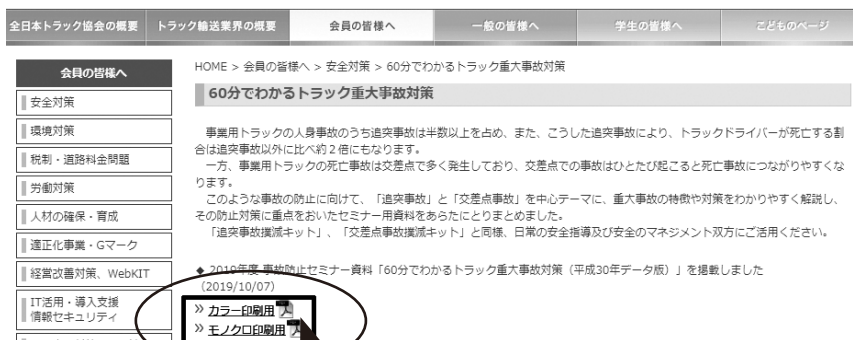 全日本トラック協会の概要
トラック輸送業界の概要
会員の皆様へ
一般の皆様へ
学生の皆様へ
こどものページ
会員の皆様へ
安全対策
環境対策
税制・道路料金問題
労働対策
人材の確保・育成
適正化事業・Gマーク
経営改善対策、WebKIT
IT活用・導入支援
情報セキュリティ
HOME > 会員の皆様へ > 安全対策 > 60分でわかるトラック重大事故対策
60分でわかるトラック重大事故対策
事業用トラックの人身事故のうち追突事故は半数以上を占め、また、こうした追突事故により、トラックドライバーが死亡する割
合は追突事故以外に比べ約2倍にもなります。
一方、事業用トラックの死亡事故は交差点で多く発生しており、交差点での事故はひとたび起こると死亡事故につながりやすくな
ります。
このような事故の防止に向けて、「追突事故」と「交差点事故」を中心テーマに、重大事故の特徴や対策をわかりやすく解説し、
その防止対策に重点をおいたセミナー用資料をあらたにとりまとめました。
「追突事故撲滅キット」、「交差点事故撲滅キット」と同様、日常の安全指導及び安全のマネジメント双方にご活用ください。
◆ 2019年度 事故防止セミナー資料「60分でわかるトラック重大事故対策（平成30年データ版）」を掲載しました
（2019/10/07）
» カラー印刷用
» モノクロ印刷用